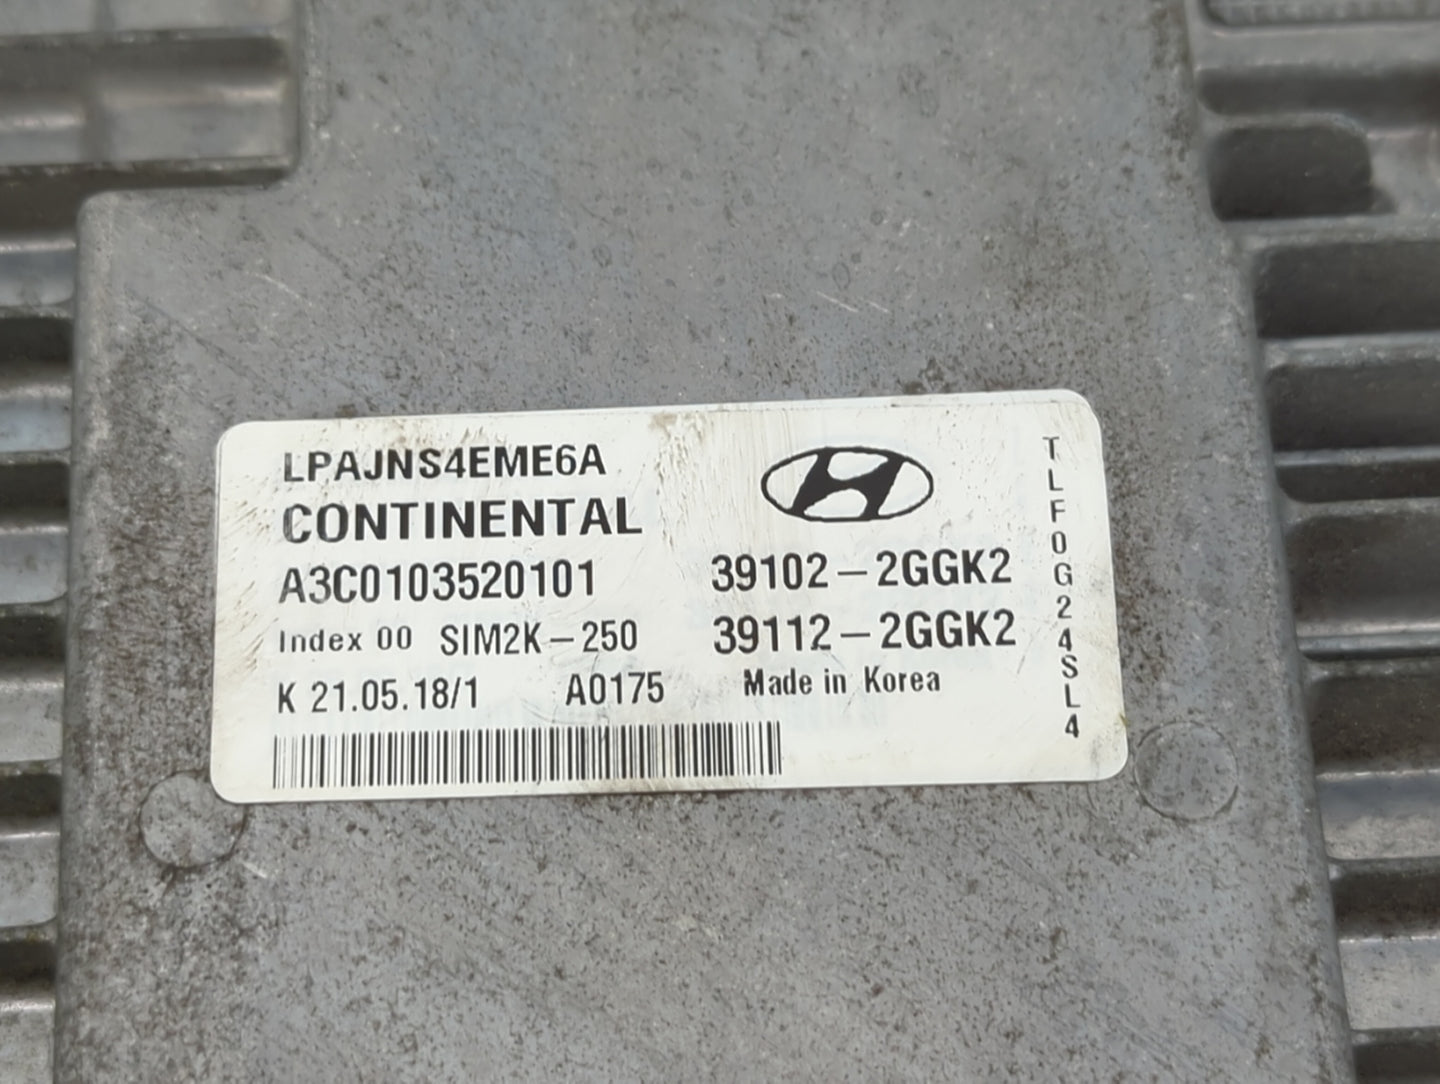 LPAJNS4EME6A
CONTINENTAL
A3C0103520101
39102-2GGK2
Index 00 SIM2K-250
39112-2GGK2
K 21.05.18/1 A0175
Made in Korea
TLF0G24SL4